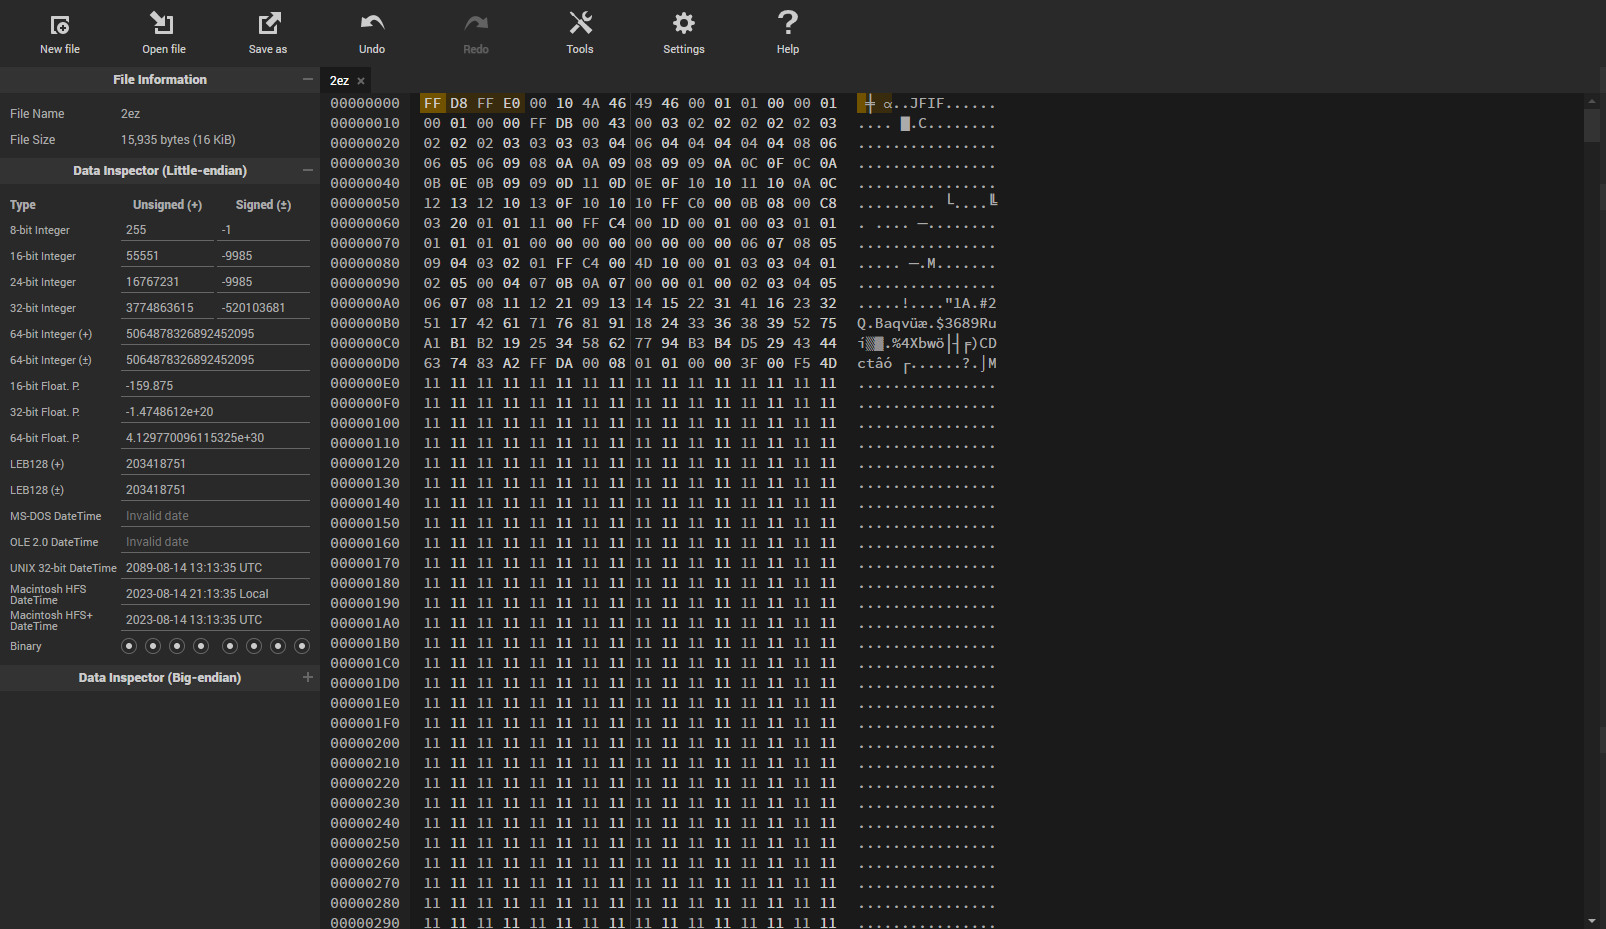 New file Open file Save as Undo Redo Tools Settings Help
File Information
File Name 2ez
File Size 15,935 bytes (16 KiB)
Data Inspector (Little-endian)
Type Unsigned (+) Signed (±)
8-bit Integer 255 -1
16-bit Integer 55551 -9985
24-bit Integer 16767231 -9985
32-bit Integer 3774863615 -520103681
64-bit Integer (+) 5064878326892452095
64-bit Integer (±) 5064878326892452095
16-bit Float. P. -159.875
32-bit Float. P. -1.4748612e+20
64-bit Float. P. 4.129770096115325e+30
LEB128 (+) 203418751
LEB128 (±) 203418751
MS-DOS DateTime Invalid date
OLE 2.0 DateTime Invalid date
UNIX 32-bit DateTime 2089-08-14 13:13:35 UTC
Macintosh HFS DateTime 2023-08-14 21:13:35 Local
Macintosh HFS+ DateTime 2023-08-14 13:13:35 UTC
Binary
Data Inspector (Big-endian)
2ez
00000000 FF D8 FF E0 00 10 4A 46 49 46 00 01 01 00 00 01 ╪ α..JFIF......
00000010 00 01 00 00 FF DB 00 43 00 03 02 02 02 02 02 03 .... █.C........
00000020 02 02 02 03 03 03 03 04 06 04 04 04 04 04 08 06 ................
00000030 06 05 06 09 08 0A 0A 09 08 09 09 0A 0C 0F 0C 0A ................
00000040 0B 0E 0B 09 09 0D 11 0D 0E 0F 10 10 11 10 0A 0C ................
00000050 12 13 12 10 13 0F 10 10 10 FF C0 00 0B 08 00 C8 ......... └....╚
00000060 03 20 01 01 11 00 FF C4 00 1D 00 01 00 03 01 01 . .... ─........
00000070 01 01 01 01 00 00 00 00 00 00 00 00 06 07 08 05 ................
00000080 09 04 03 02 01 FF C4 00 4D 10 00 01 03 03 04 01 ..... ─.M.......
00000090 02 05 00 04 07 0B 0A 07 00 00 01 00 02 03 04 05 ................
000000A0 06 07 08 11 12 21 09 13 14 15 22 31 41 16 23 32 .....!...."1A.#2
000000B0 51 17 42 61 71 76 81 91 18 24 33 36 38 39 52 75 Q.Baqvüæ.$3689Ru
000000C0 A1 B1 B2 19 25 34 58 62 77 94 B3 B4 D5 29 43 44 í▒▓.%4Xbwö│┤╒)CD
000000D0 63 74 83 A2 FF DA 00 08 01 01 00 00 3F 00 F5 4D ctâó ┌......?.⌡M
000000E0 11 11 11 11 11 11 11 11 11 11 11 11 11 11 11 11 ................
000000F0 11 11 11 11 11 11 11 11 11 11 11 11 11 11 11 11 ................
00000100 11 11 11 11 11 11 11 11 11 11 11 11 11 11 11 11 ................
00000110 11 11 11 11 11 11 11 11 11 11 11 11 11 11 11 11 ................
00000120 11 11 11 11 11 11 11 11 11 11 11 11 11 11 11 11 ................
00000130 11 11 11 11 11 11 11 11 11 11 11 11 11 11 11 11 ................
00000140 11 11 11 11 11 11 11 11 11 11 11 11 11 11 11 11 ................
00000150 11 11 11 11 11 11 11 11 11 11 11 11 11 11 11 11 ................
00000160 11 11 11 11 11 11 11 11 11 11 11 11 11 11 11 11 ................
00000170 11 11 11 11 11 11 11 11 11 11 11 11 11 11 11 11 ................
00000180 11 11 11 11 11 11 11 11 11 11 11 11 11 11 11 11 ................
00000190 11 11 11 11 11 11 11 11 11 11 11 11 11 11 11 11 ................
000001A0 11 11 11 11 11 11 11 11 11 11 11 11 11 11 11 11 ................
000001B0 11 11 11 11 11 11 11 11 11 11 11 11 11 11 11 11 ................
000001C0 11 11 11 11 11 11 11 11 11 11 11 11 11 11 11 11 ................
000001D0 11 11 11 11 11 11 11 11 11 11 11 11 11 11 11 11 ................
000001E0 11 11 11 11 11 11 11 11 11 11 11 11 11 11 11 11 ................
000001F0 11 11 11 11 11 11 11 11 11 11 11 11 11 11 11 11 ................
00000200 11 11 11 11 11 11 11 11 11 11 11 11 11 11 11 11 ................
00000210 11 11 11 11 11 11 11 11 11 11 11 11 11 11 11 11 ................
00000220 11 11 11 11 11 11 11 11 11 11 11 11 11 11 11 11 ................
00000230 11 11 11 11 11 11 11 11 11 11 11 11 11 11 11 11 ................
00000240 11 11 11 11 11 11 11 11 11 11 11 11 11 11 11 11 ................
00000250 11 11 11 11 11 11 11 11 11 11 11 11 11 11 11 11 ................
00000260 11 11 11 11 11 11 11 11 11 11 11 11 11 11 11 11 ................
00000270 11 11 11 11 11 11 11 11 11 11 11 11 11 11 11 11 ................
00000280 11 11 11 11 11 11 11 11 11 11 11 11 11 11 11 11 ................
00000290 11 11 11 11 11 11 11 11 11 11 11 11 11 11 11 11 ................